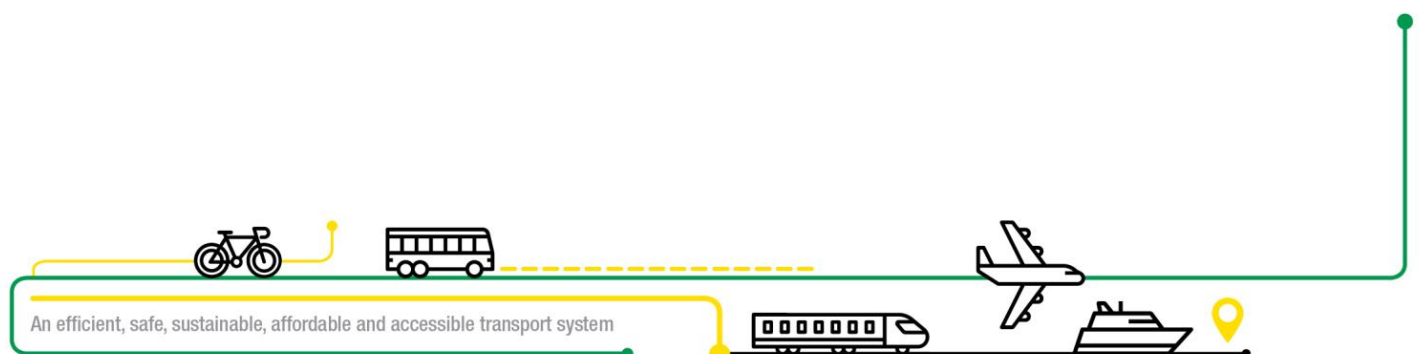 An efficient, safe, sustainable, affordable and accessible transport system